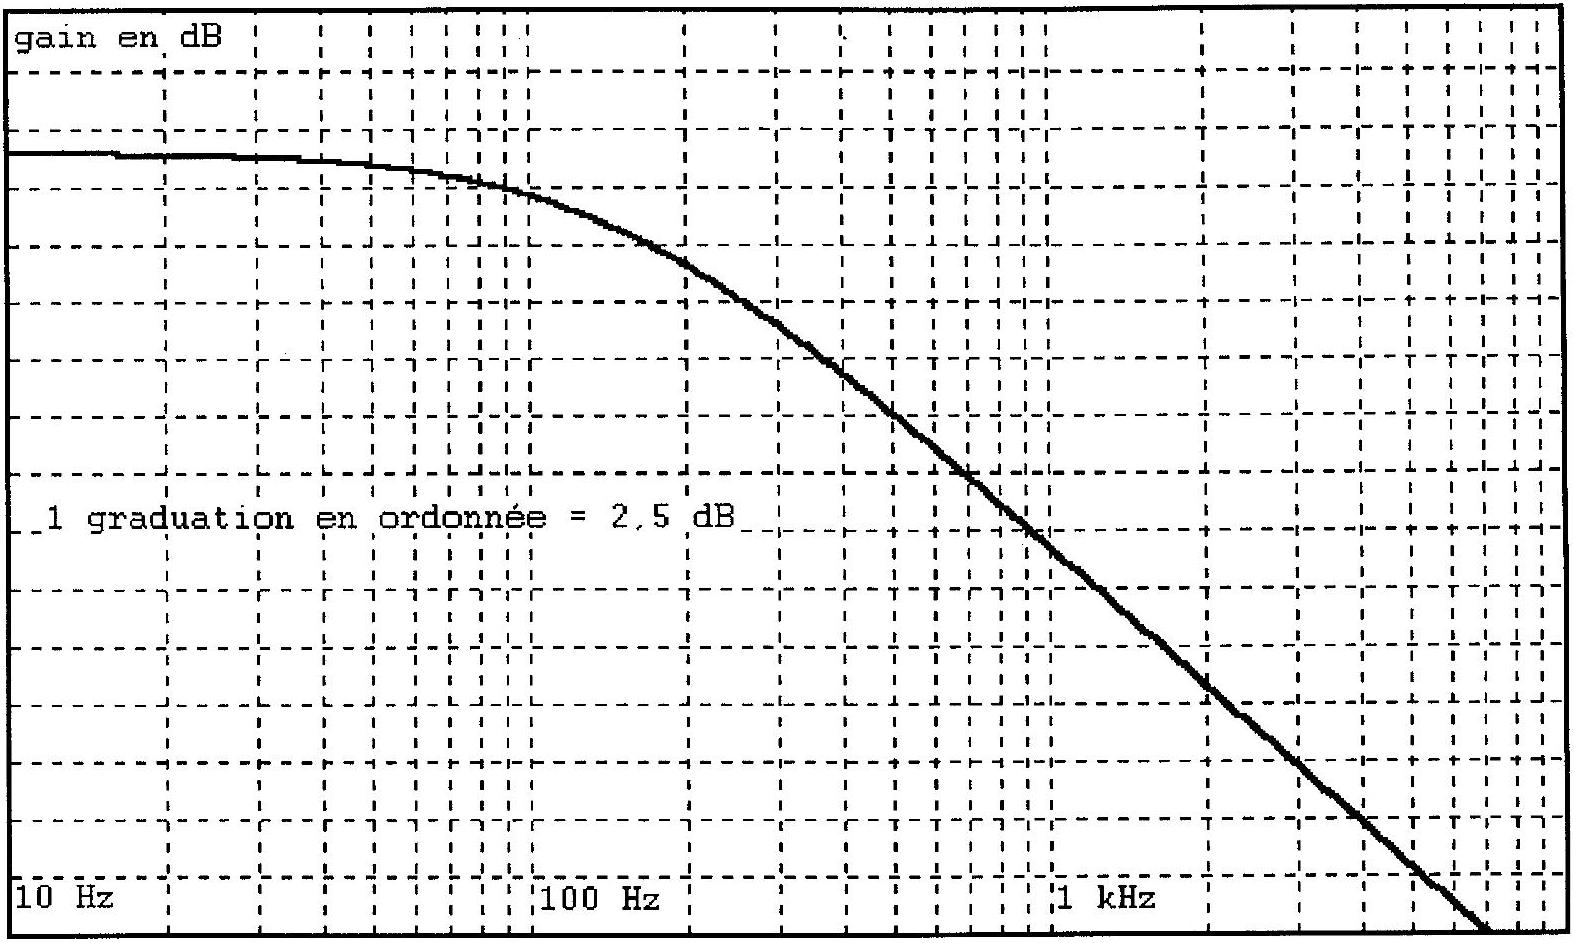 gain en dB
1 graduation en ordonnée = 2,5 dB
10 Hz
100 Hz
1 kHz